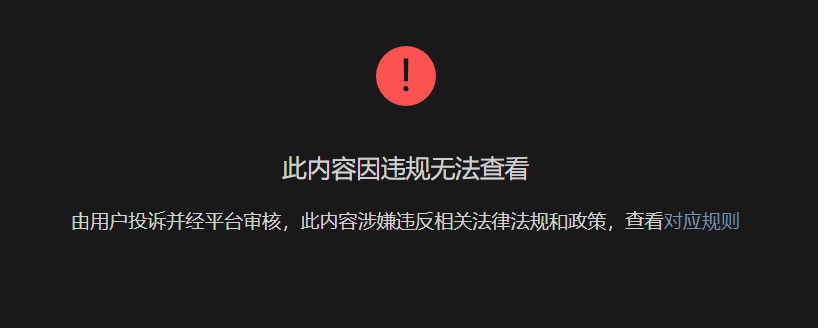 此内容因违规无法查看
由用户投诉并经平台审核，此内容涉嫌违反相关法律法规和政策，查看对应规则